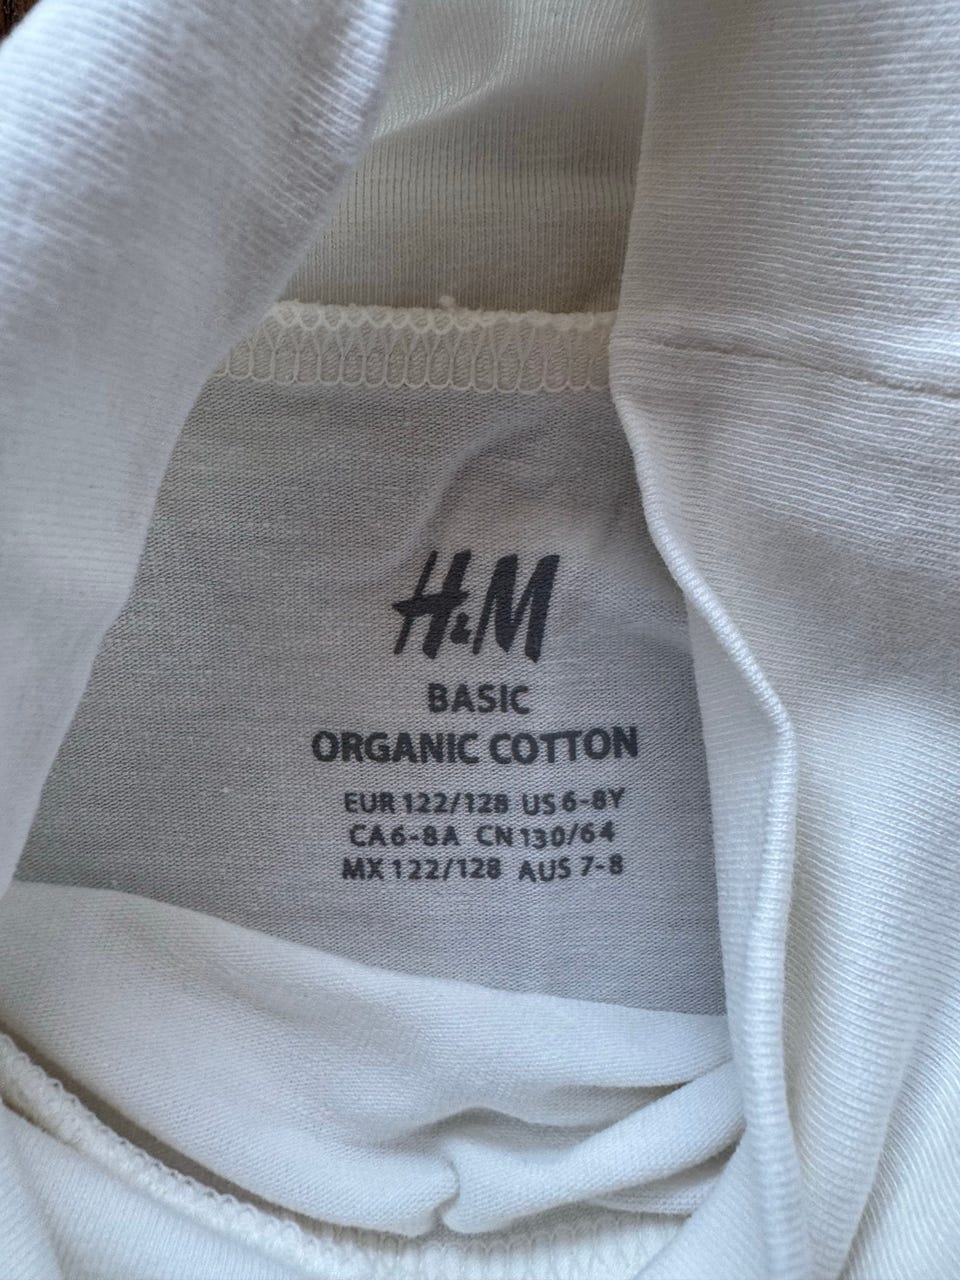 H&M
BASIC
ORGANIC COTTON
EUR 122/128 US 6-8Y
CA 6-8A CN 130/64
MX 122/128 AUS 7-8